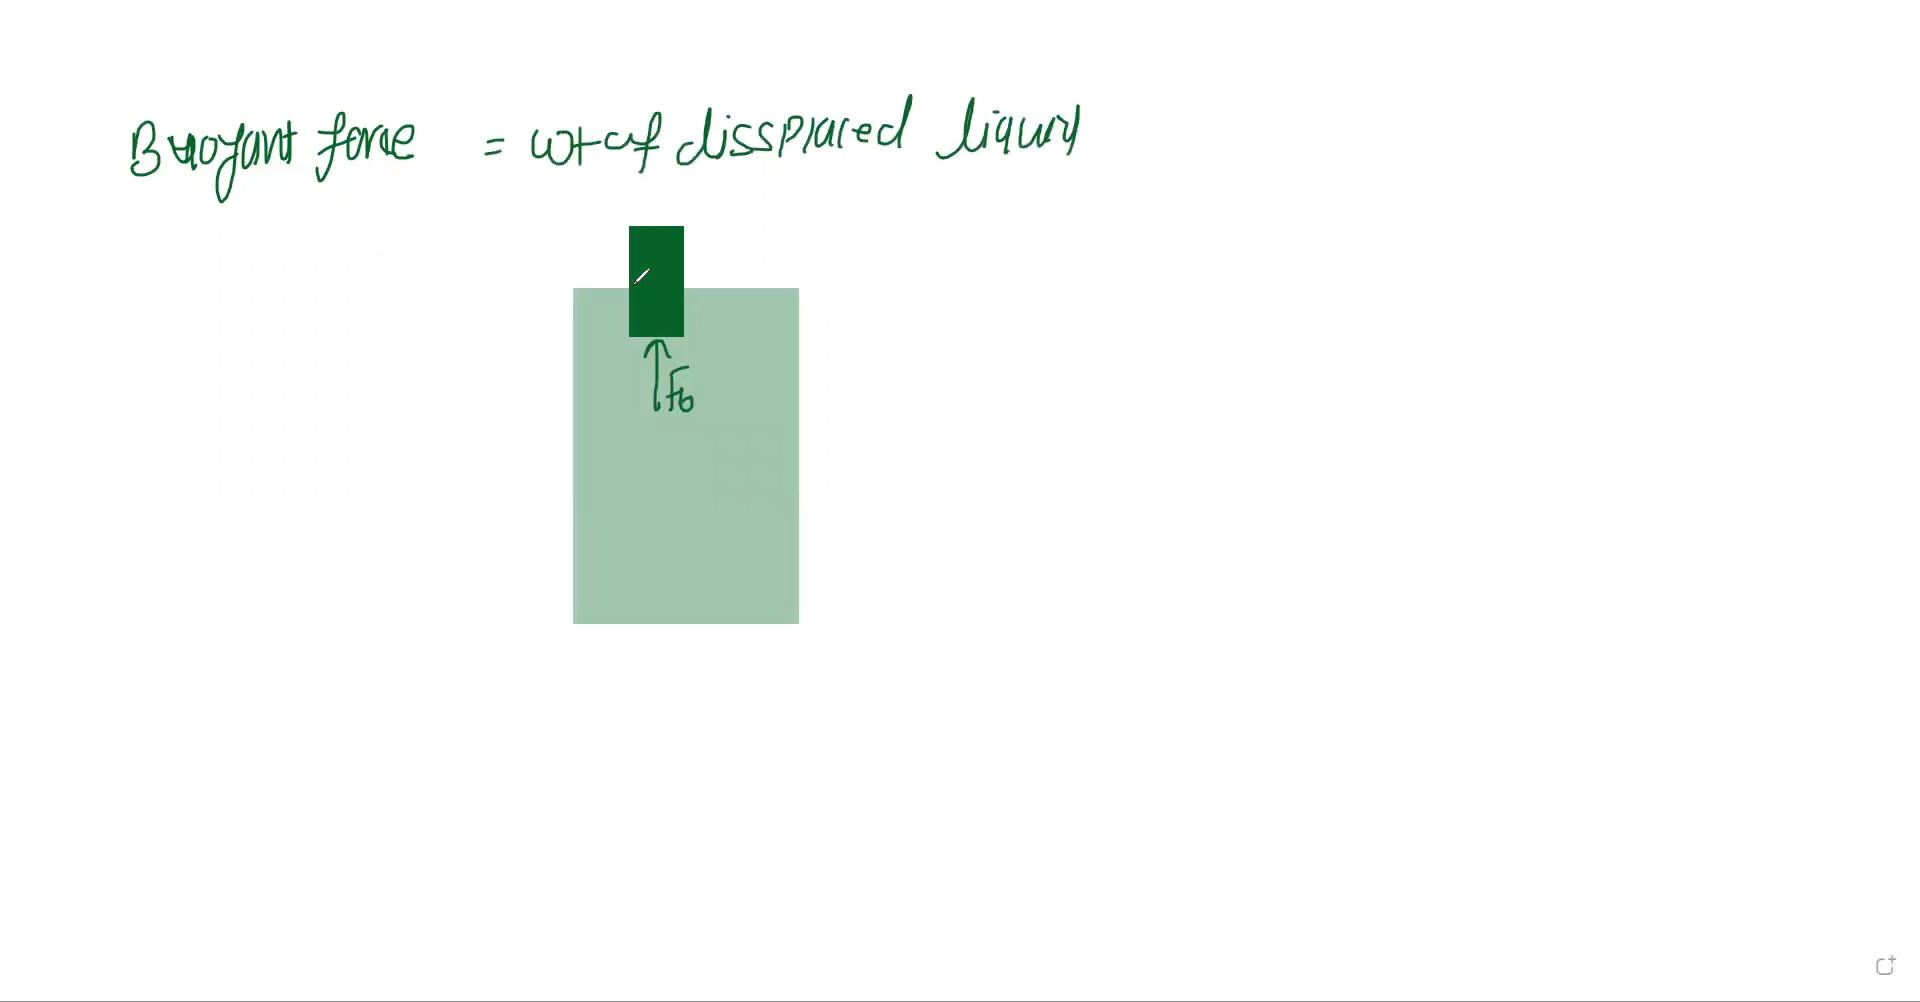 Buoyant force = wt of dissplaced liquid
Fb